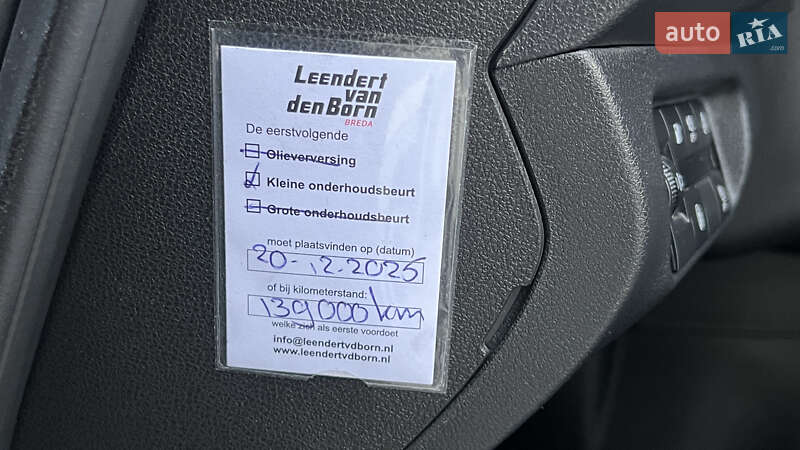 auto RIA
.com
Leendert
van
den Born
BREDA
De eerstvolgende
Olieverversing
Kleine onderhoudsbeurt
Grote onderhoudsbeurt
moet plaatsvinden op (datum)
20-12-2025
of bij kilometerstand:
139000 km
welke zich als eerste voordoet
info@leendertvdborn.nl
www.leendertvdborn.nl